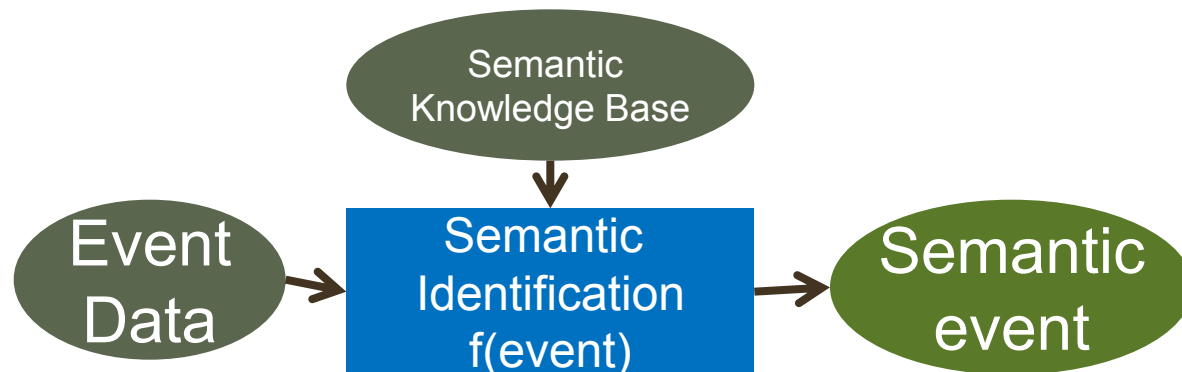 Semantic
Knowledge Base
Event
Data
Semantic
Identification
f(event)
Semantic
event